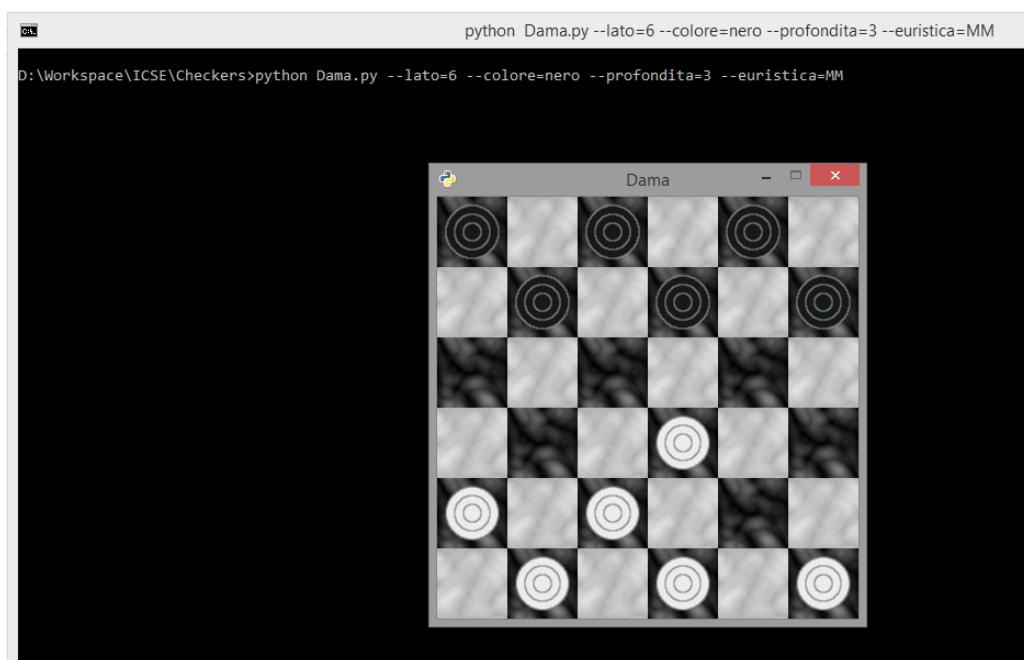 python Dama.py --lato=6 --colore=nero --profondita=3 --euristica=MM
D:\Workspace\ICSE\Checkers>python Dama.py --lato=6 --colore=nero --profondita=3 --euristica=MM
Dama